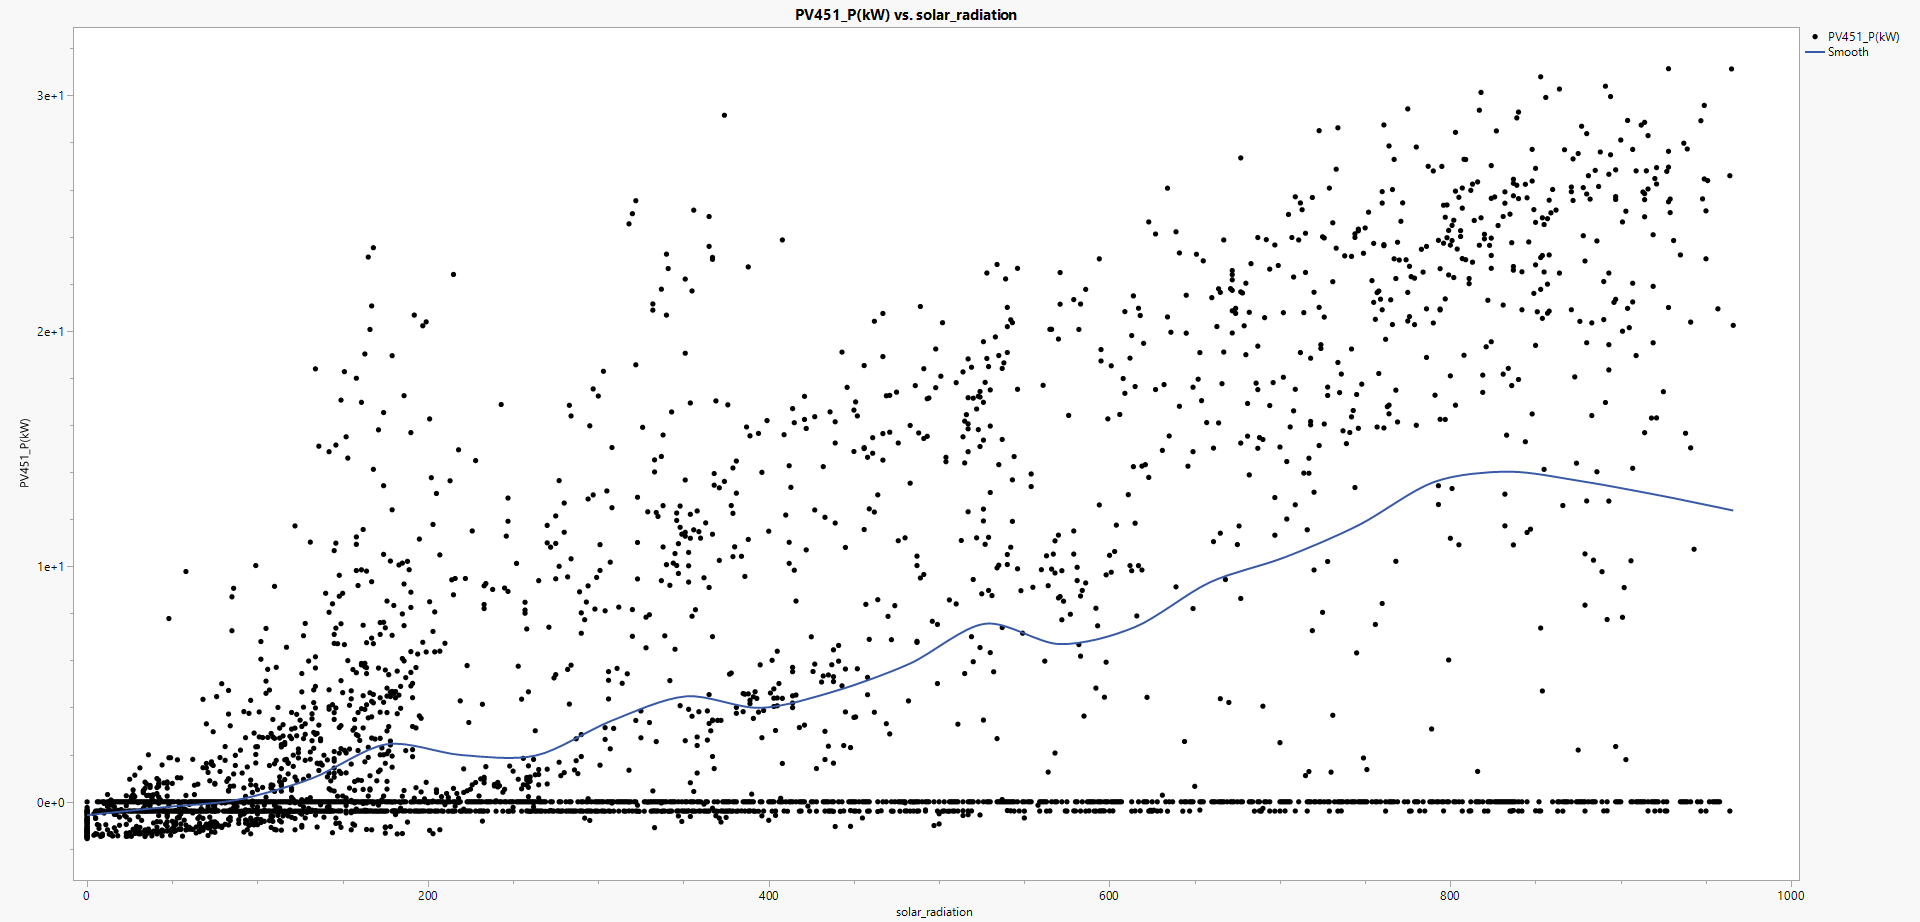 PV451_P(kW) vs. solar_radiation
PV451_P(kW)
Smooth
3e+1
2e+1
1e+1
0e+0
PV451_P(kW)
0
200
400
600
800
1000
solar_radiation